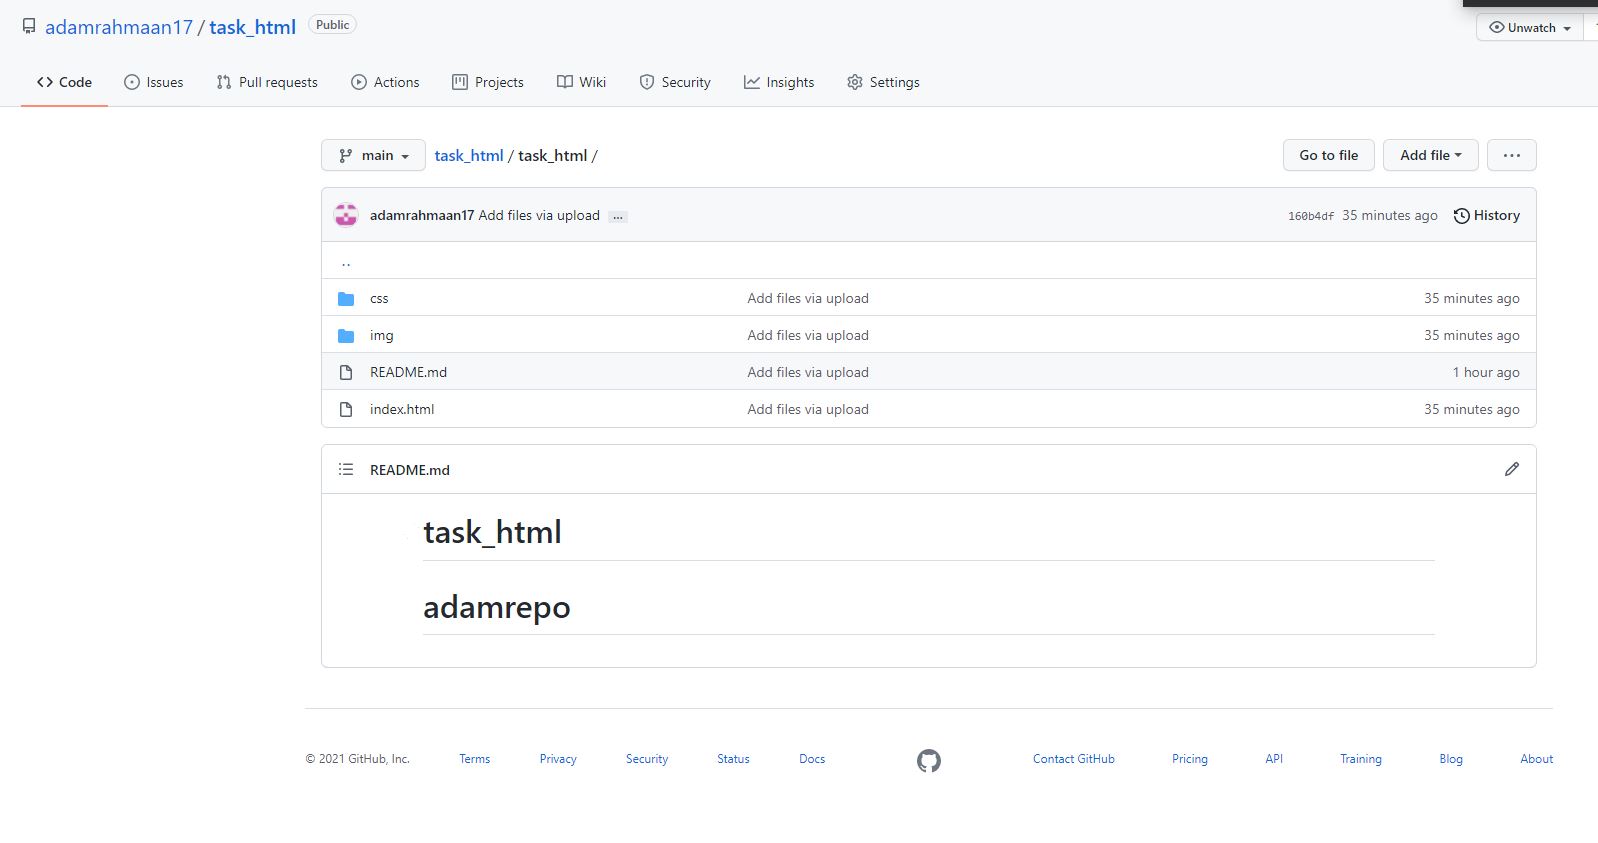 adamrahmaan17 / task_html Public
Unwatch
Code Issues Pull requests Actions Projects Wiki Security Insights Settings
main task_html / task_html / Go to file Add file ...
adamrahmaan17 Add files via upload ... 160b4df 35 minutes ago History
..
css Add files via upload 35 minutes ago
img Add files via upload 35 minutes ago
README.md Add files via upload 1 hour ago
index.html Add files via upload 35 minutes ago
README.md
task_html
adamrepo
© 2021 GitHub, Inc. Terms Privacy Security Status Docs Contact GitHub Pricing API Training Blog About